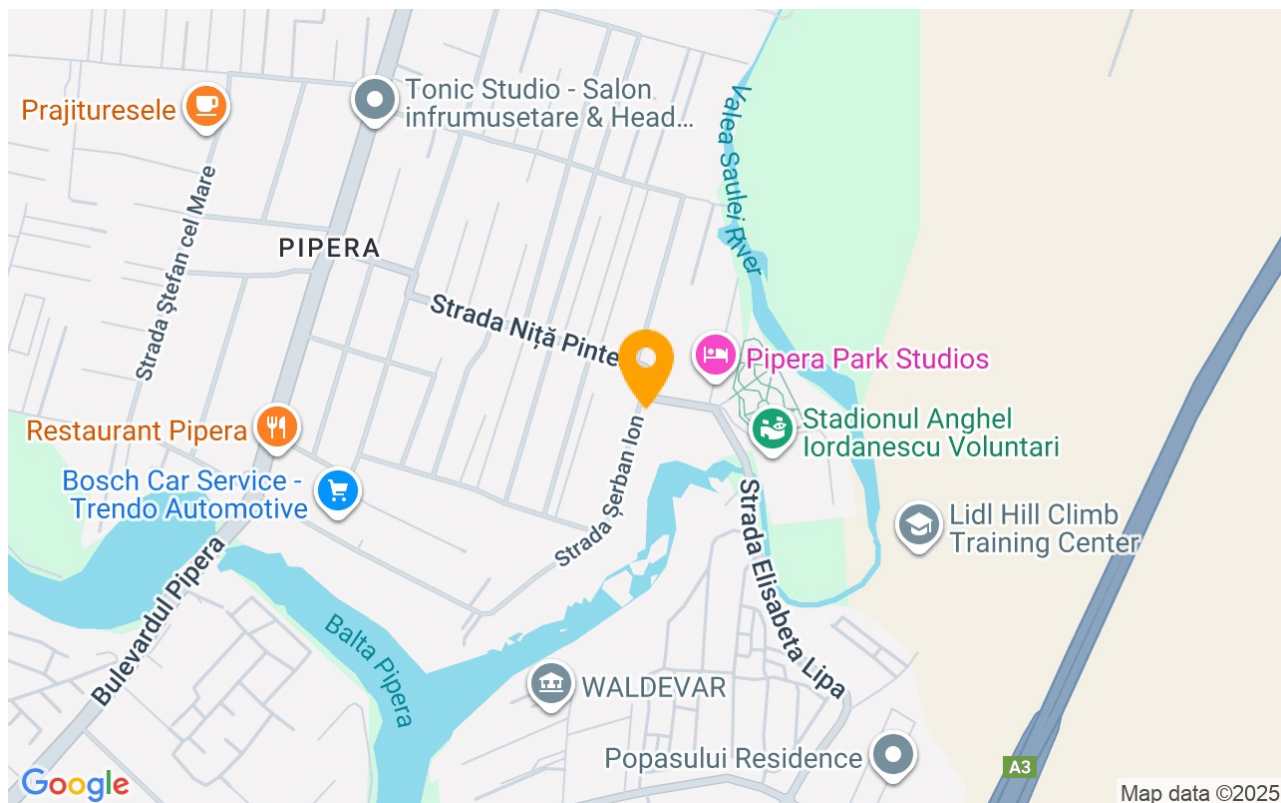 Prajituresele
Tonic Studio - Salon
infrumusetare & Head...
Valea Saulei River
Strada Ștefan cel Mare
PIPERA
Strada Niță Pinte
Pipera Park Studios
Restaurant Pipera
Stadionul Anghel
Iordanescu Voluntari
Bosch Car Service -
Trendo Automotive
Strada Șerban Ion
Strada Elisabeta Lipa
Lidl Hill Climb
Training Center
Bulevardul Pipera
Balta Pipera
WALDEVAR
Popasului Residence
A3
Google
Map data ©2025